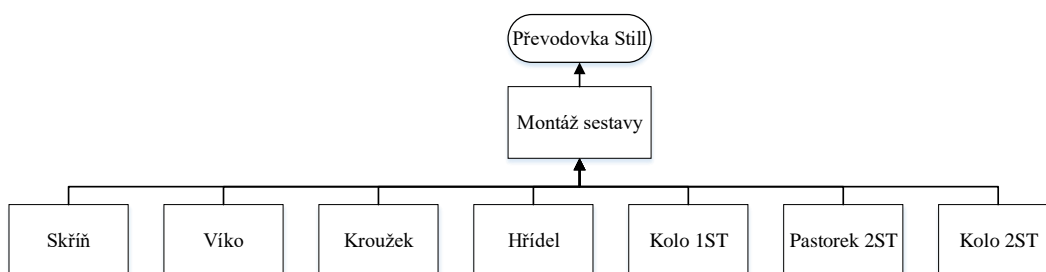 Převodovka Still
Montáž sestavy
Skříň
Víko
Kroužek
Hřídel
Kolo 1ST
Pastorek 2ST
Kolo 2ST